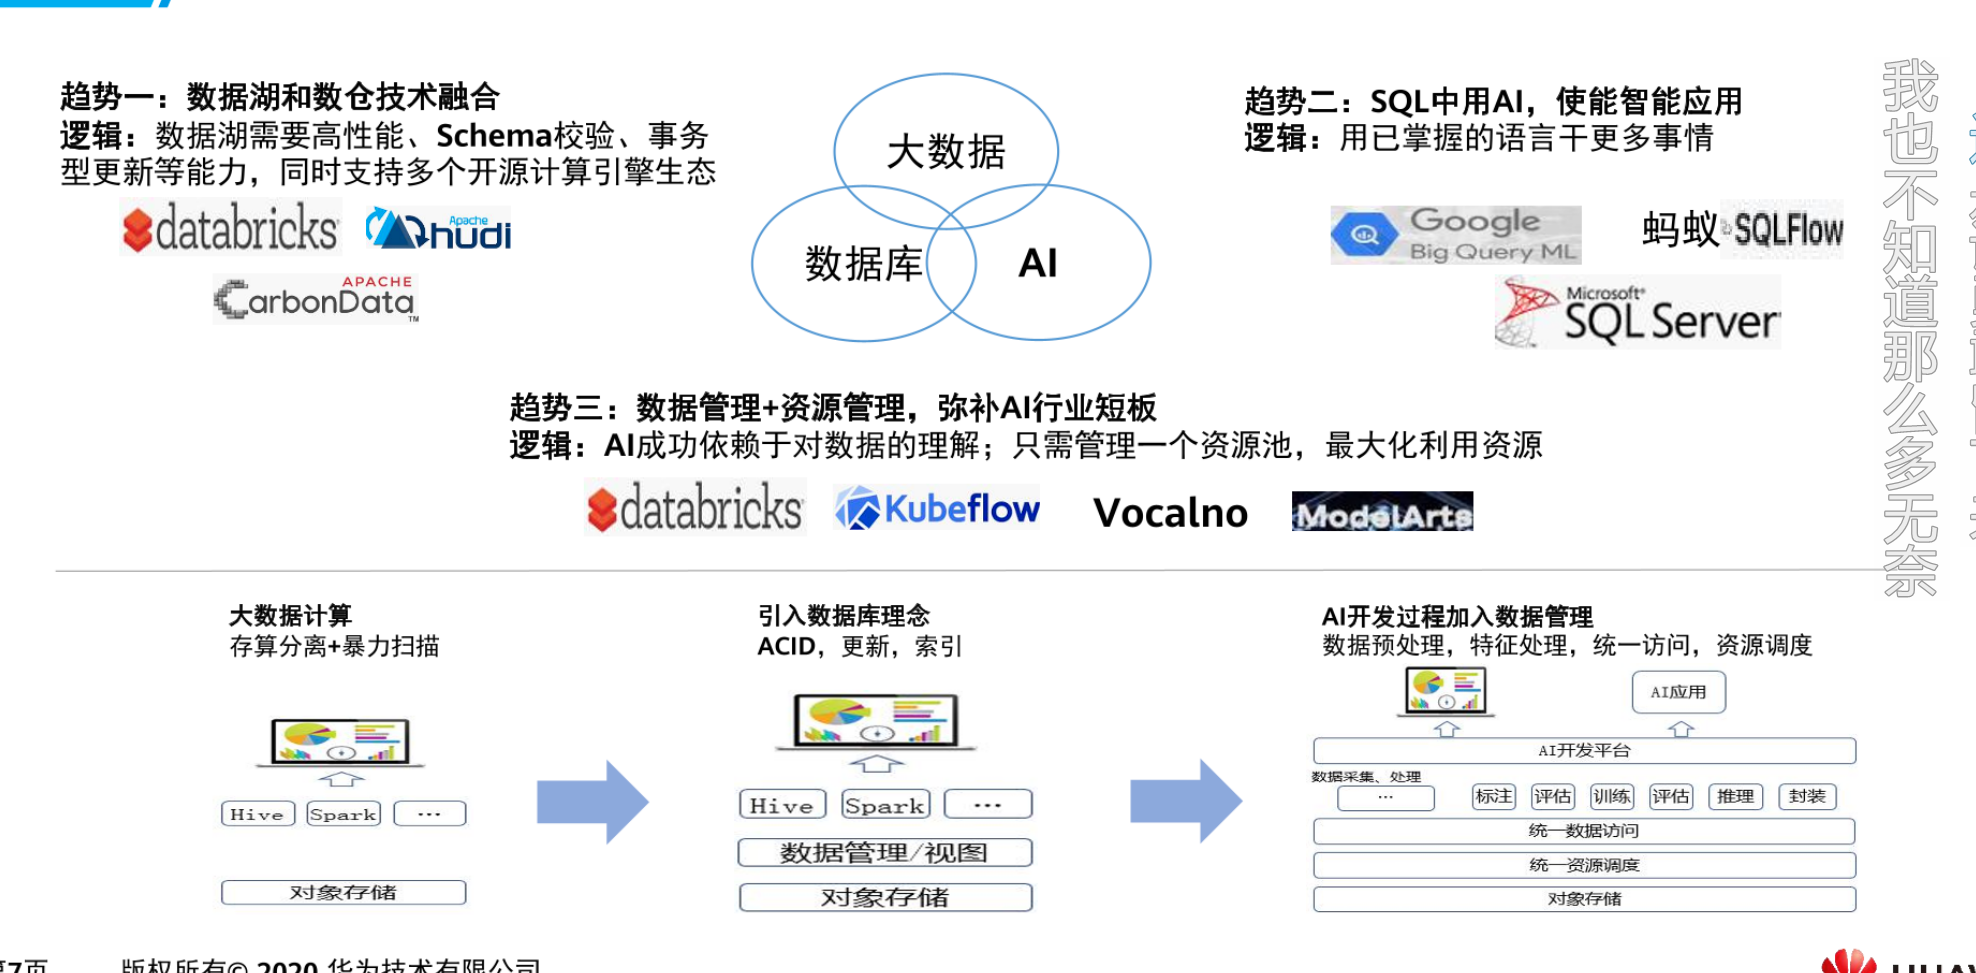 趋势一：数据湖和数仓技术融合
逻辑：数据湖需要高性能、Schema校验、事务
型更新等能力，同时支持多个开源计算引擎生态
databricks
Apache
hudi
APACHE
CarbonData
TM
大数据
数据库
AI
趋势二：SQL中用AI，使能智能应用
逻辑：用已掌握的语言干更多事情
Google
Big Query ML
蚂蚁 SQLFlow
Microsoft
SQL Server
趋势三：数据管理+资源管理，弥补AI行业短板
逻辑：AI成功依赖于对数据的理解；只需管理一个资源池，最大化利用资源
databricks
Kubeflow
Vocalno
ModelArts
我也不知道那么多无奈
大数据计算
存算分离+暴力扫描
Hive
Spark
...
对象存储
引入数据库理念
ACID，更新，索引
Hive
Spark
...
数据管理/视图
对象存储
AI开发过程加入数据管理
数据预处理，特征处理，统一访问，资源调度
AI应用
AI开发平台
数据采集、处理
...
标注
评估
训练
评估
推理
封装
统一数据访问
统一资源调度
对象存储
第7页
版权所有© 2020 华为技术有限公司